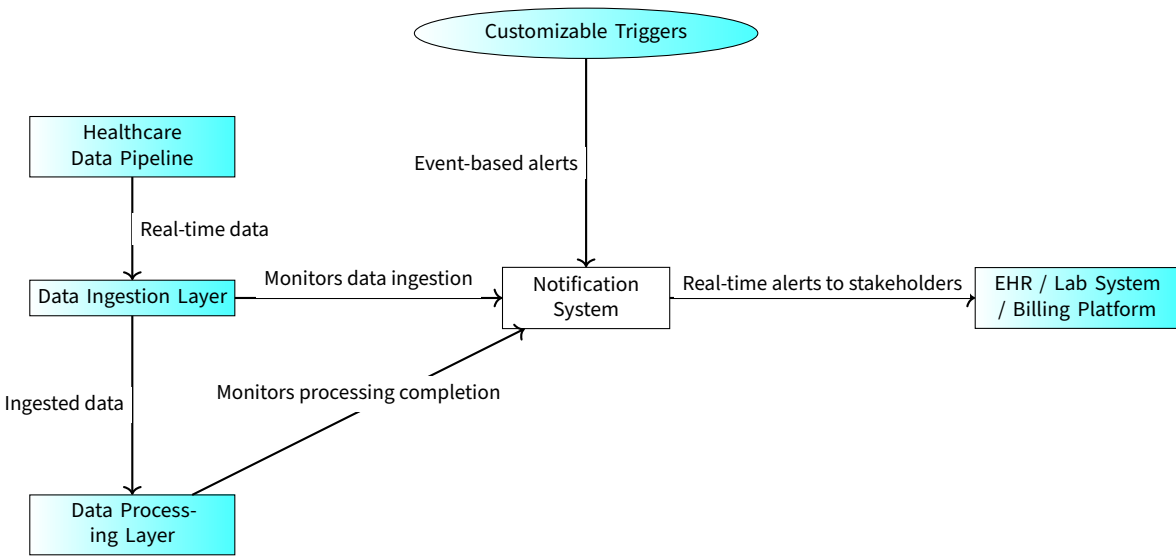 Customizable Triggers
Healthcare
Data Pipeline
Event-based alerts
Real-time data
Monitors data ingestion
Data Ingestion Layer
Notification
System
Real-time alerts to stakeholders
EHR / Lab System
/ Billing Platform
Monitors processing completion
Ingested data
Data Process-
ing Layer